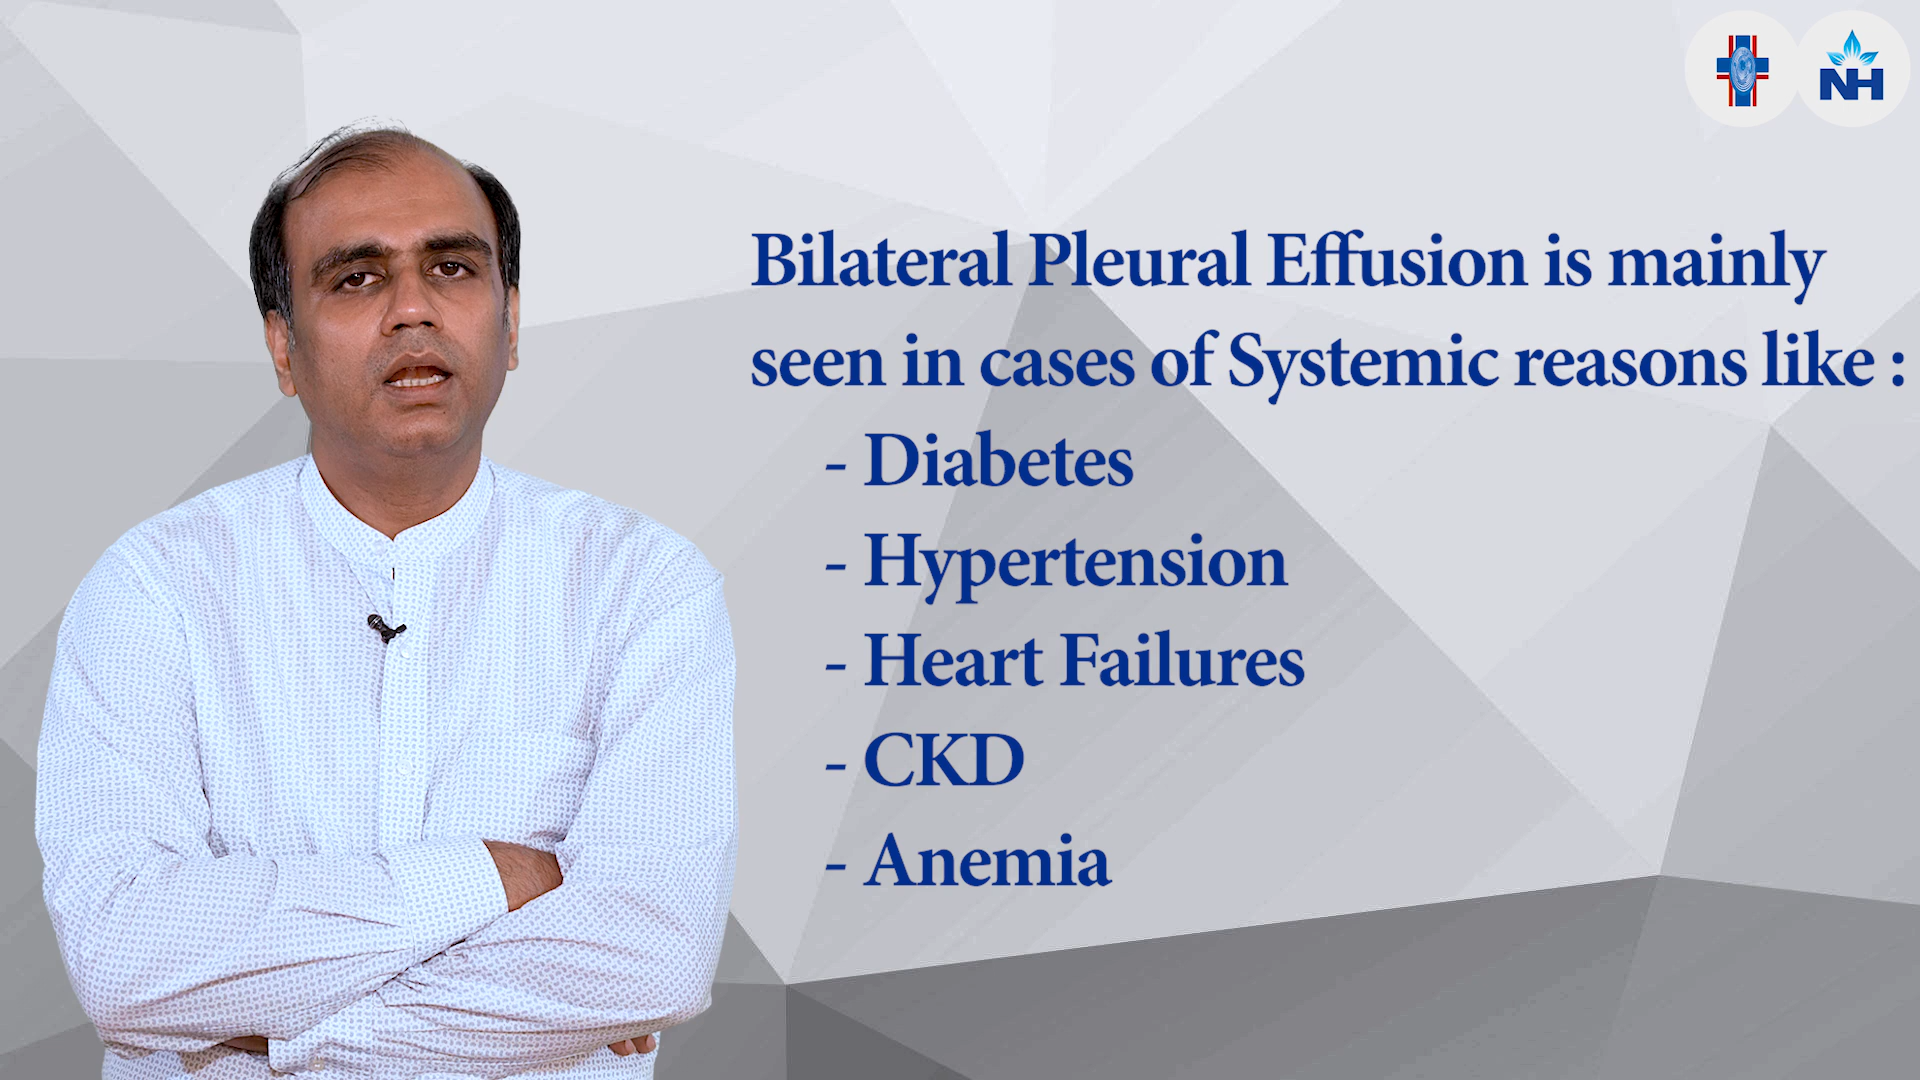 NH
Bilateral Pleural Effusion is mainly
seen in cases of Systemic reasons like :
- Diabetes
- Hypertension
- Heart Failures
- CKD
- Anemia